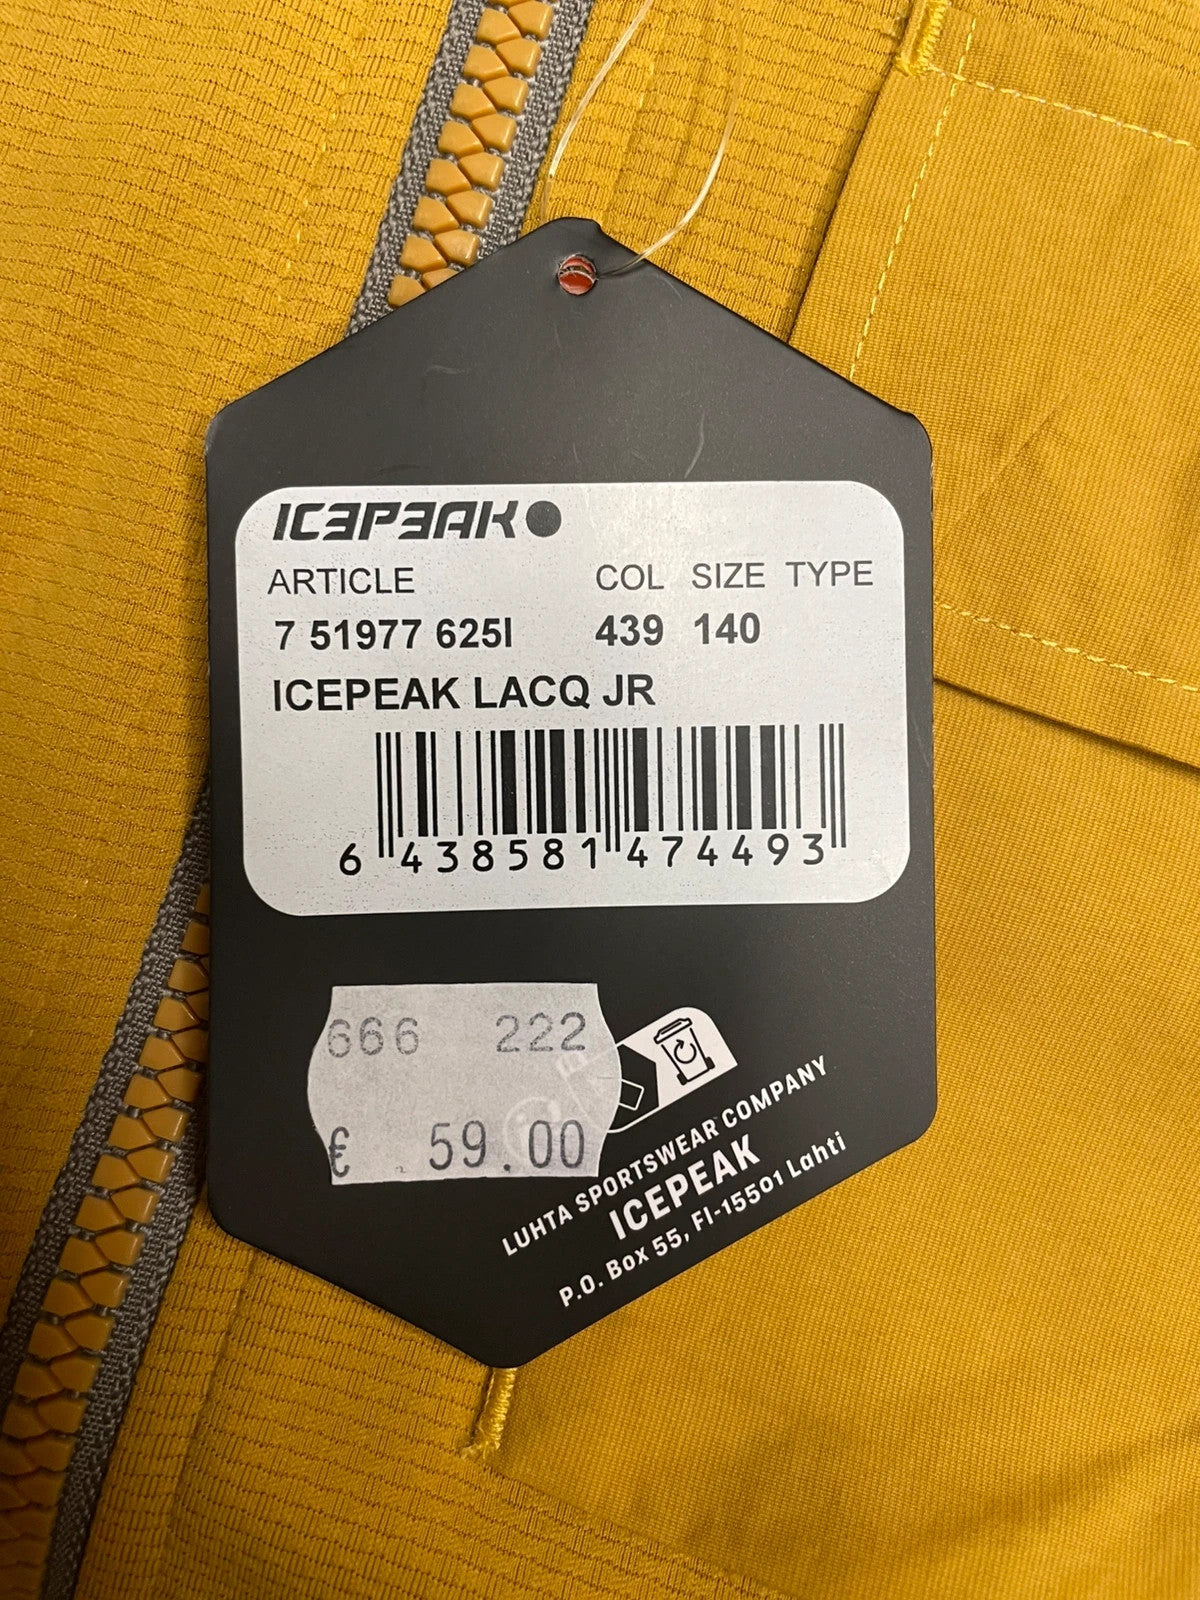 ICEPEAK
ARTICLE COL SIZE TYPE
7 51977 625I 439 140
ICEPEAK LACQ JR
6 438581 474493
666 222
€ 59.00
LUHTA SPORTSWEAR COMPANY
ICEPEAK
P.O. Box 55, FI-15501 Lahti